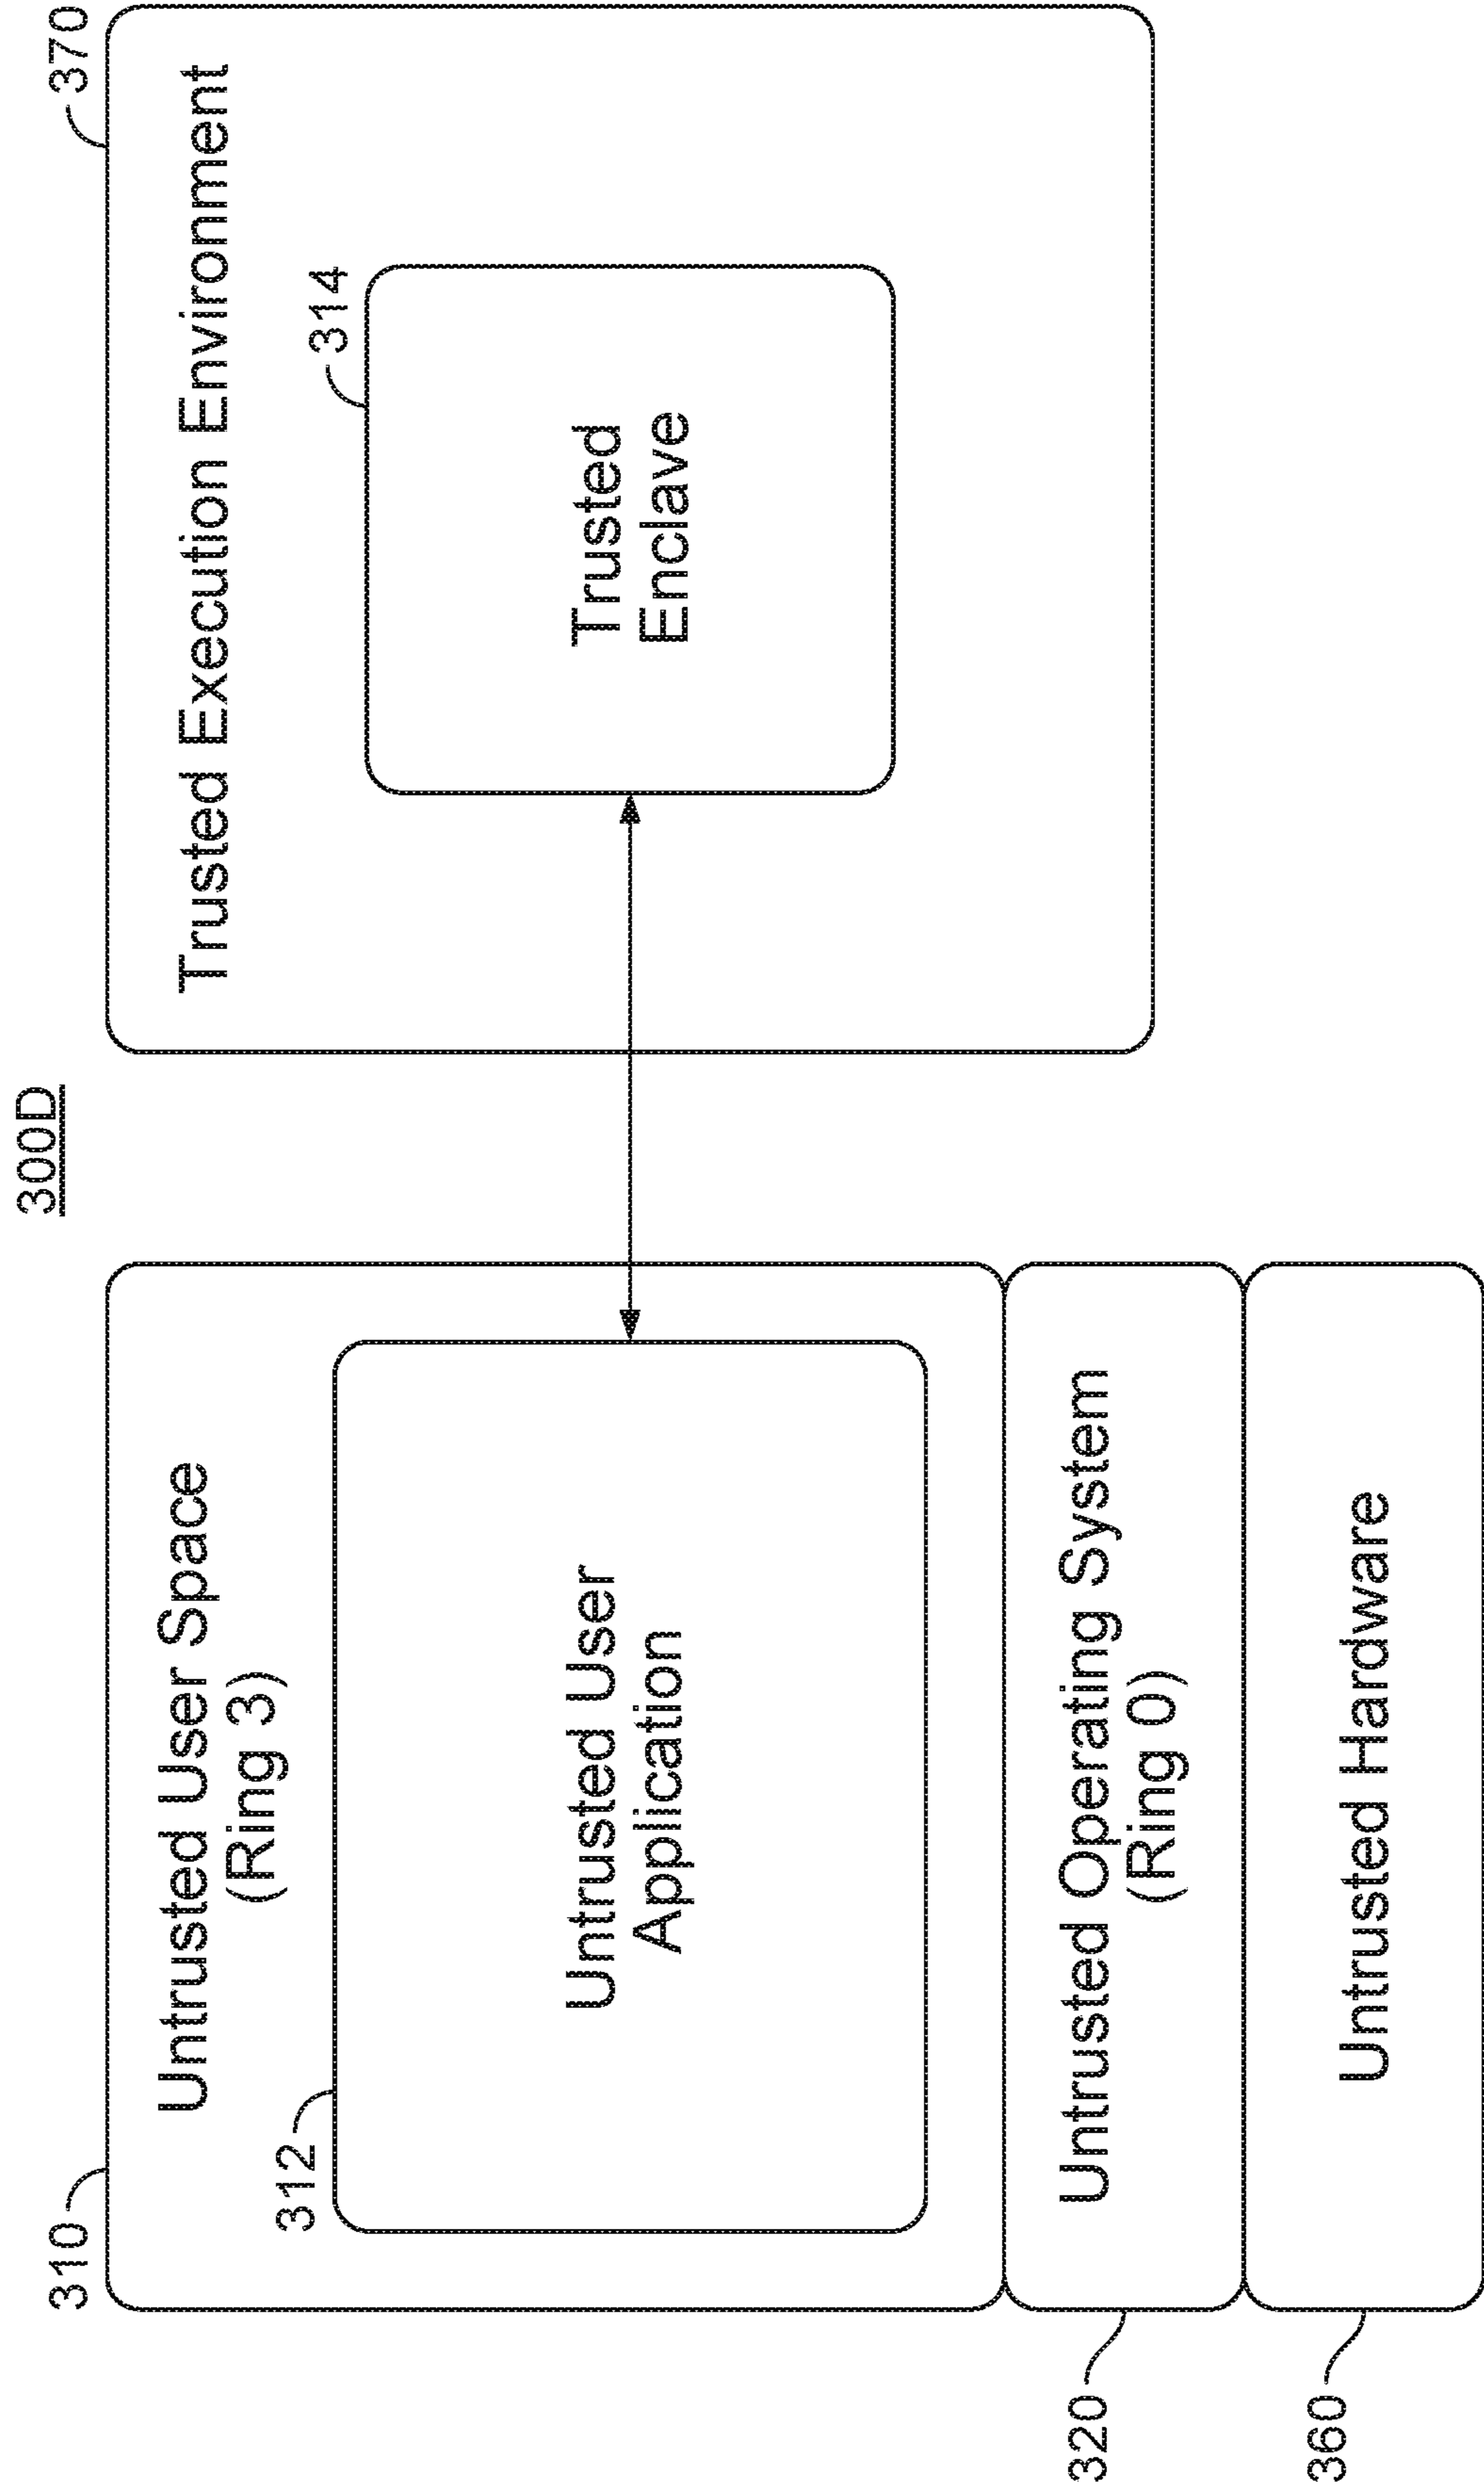 300D
310
Untrusted User Space
(Ring 3)
312
Untrusted User
Application
320
Untrusted Operating System
(Ring 0)
360
Untrusted Hardware
370
Trusted Execution Environment
314
Trusted
Enclave